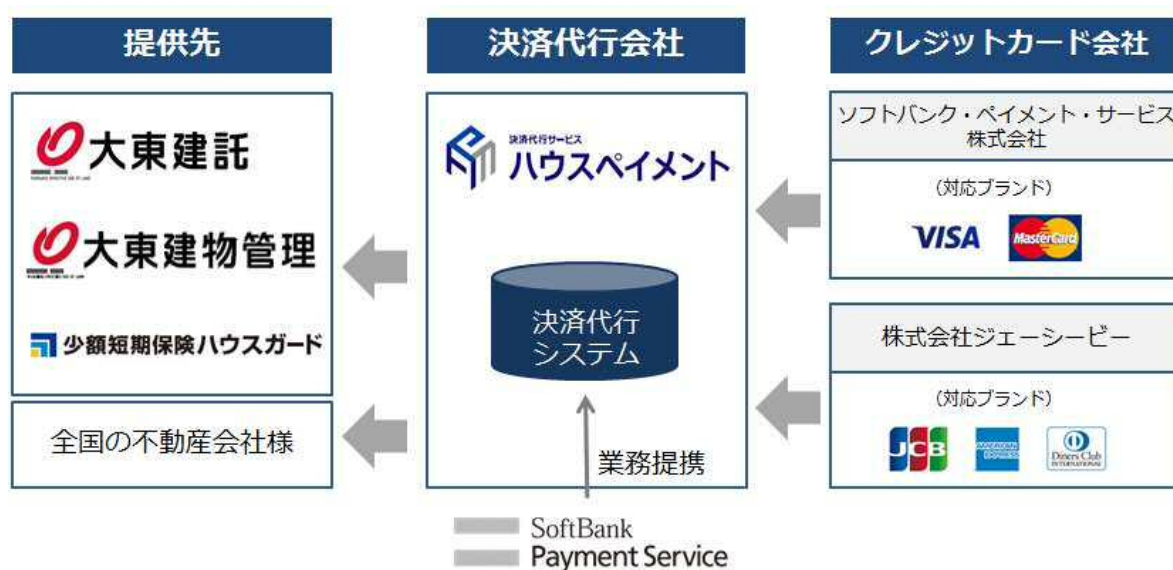 提供先
大東建託
大東建物管理
少額短期保険ハウスガード
全国の不動産会社様
決済代行会社
決済代行サービス
ハウスペイメント
決済代行
システム
業務提携
SoftBank
Payment Service
クレジットカード会社
ソフトバンク・ペイメント・サービス
株式会社
(対応ブランド)
VISA
MasterCard
株式会社ジェーシービー
(対応ブランド)
JCB
AMERICAN
EXPRESS
Diners Club
INTERNATIONAL